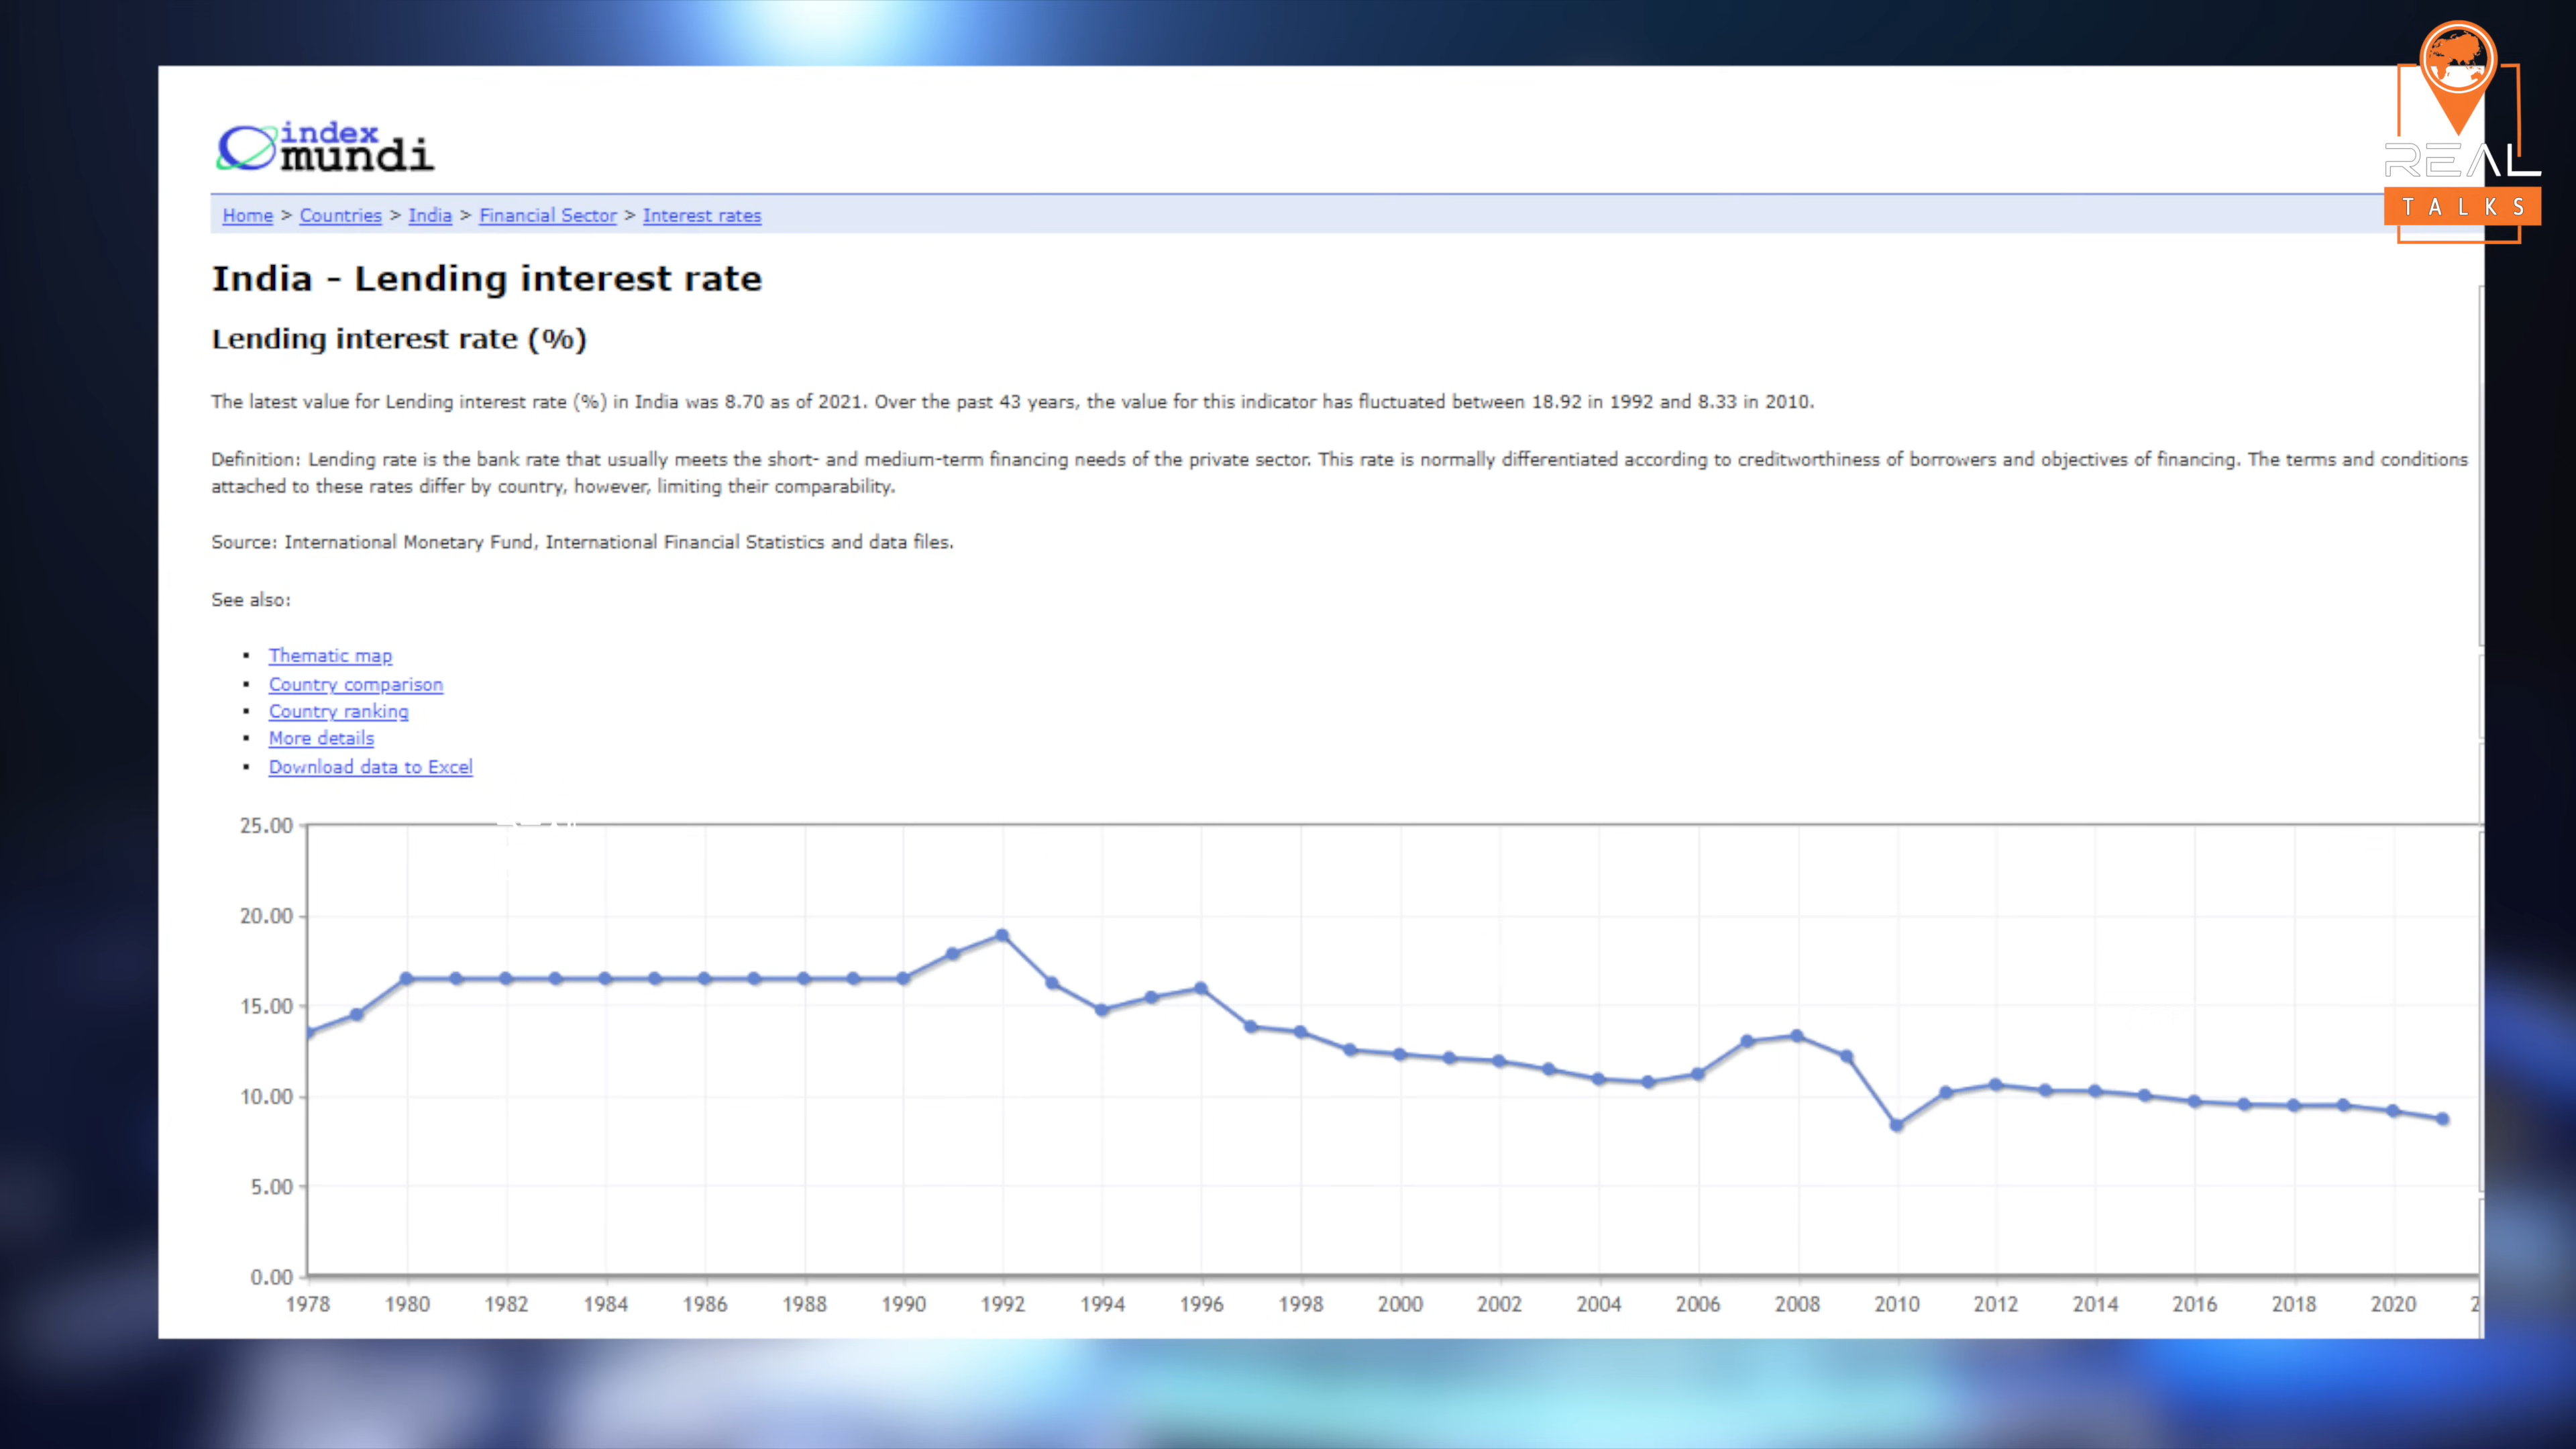 REAL
TALKS
index
mundi
Home > Countries > India > Financial Sector > Interest rates
India - Lending interest rate
Lending interest rate (%)
The latest value for Lending interest rate (%) in India was 8.70 as of 2021. Over the past 43 years, the value for this indicator has fluctuated between 18.92 in 1992 and 8.33 in 2010.
Definition: Lending rate is the bank rate that usually meets the short- and medium-term financing needs of the private sector. This rate is normally differentiated according to creditworthiness of borrowers and objectives of financing. The terms and conditions
attached to these rates differ by country, however, limiting their comparability.
Source: International Monetary Fund, International Financial Statistics and data files.
See also:
▪ Thematic map
▪ Country comparison
▪ Country ranking
▪ More details
▪ Download data to Excel
25.00
20.00
15.00
10.00
5.00
0.00
1978 1980 1982 1984 1986 1988 1990 1992 1994 1996 1998 2000 2002 2004 2006 2008 2010 2012 2014 2016 2018 2020